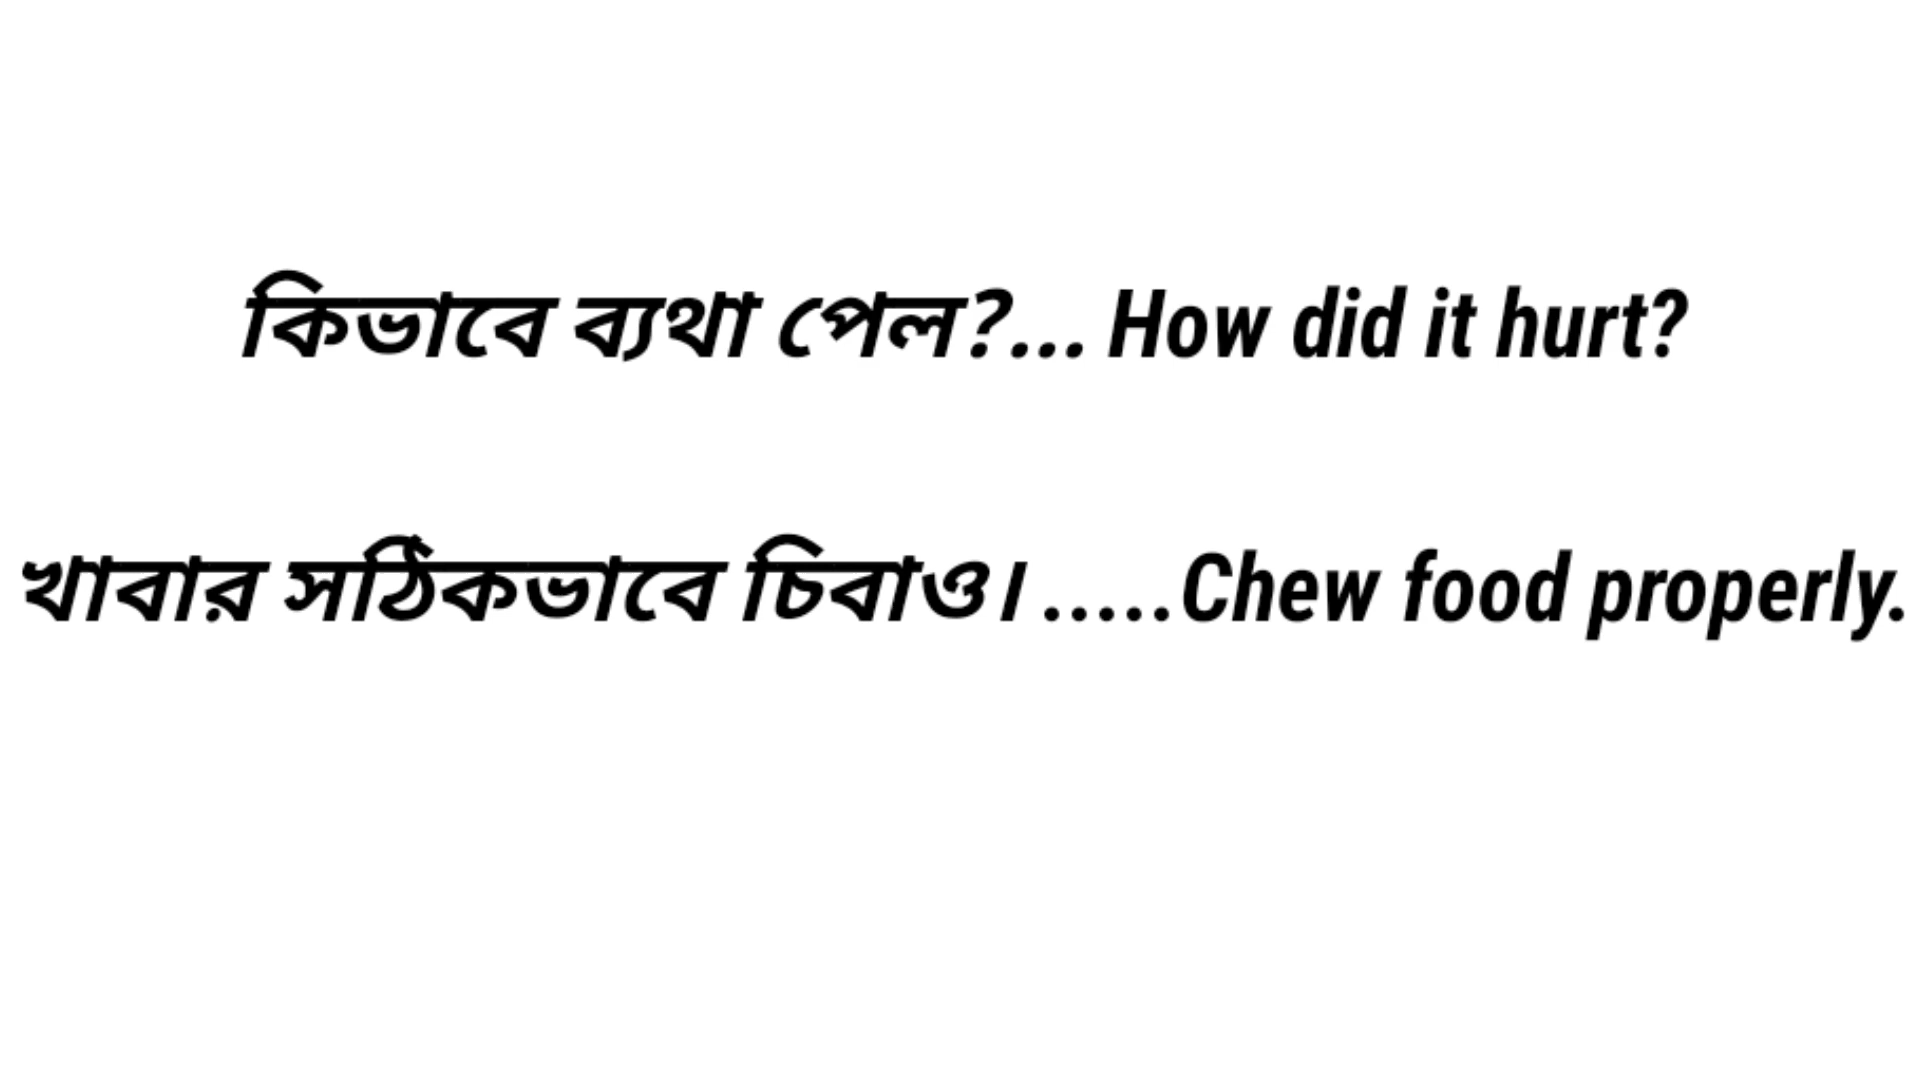 কিভাবে ব্যথা পেল?... How did it hurt?
খাবার সঠিকভাবে চিবাও। .....Chew food properly.